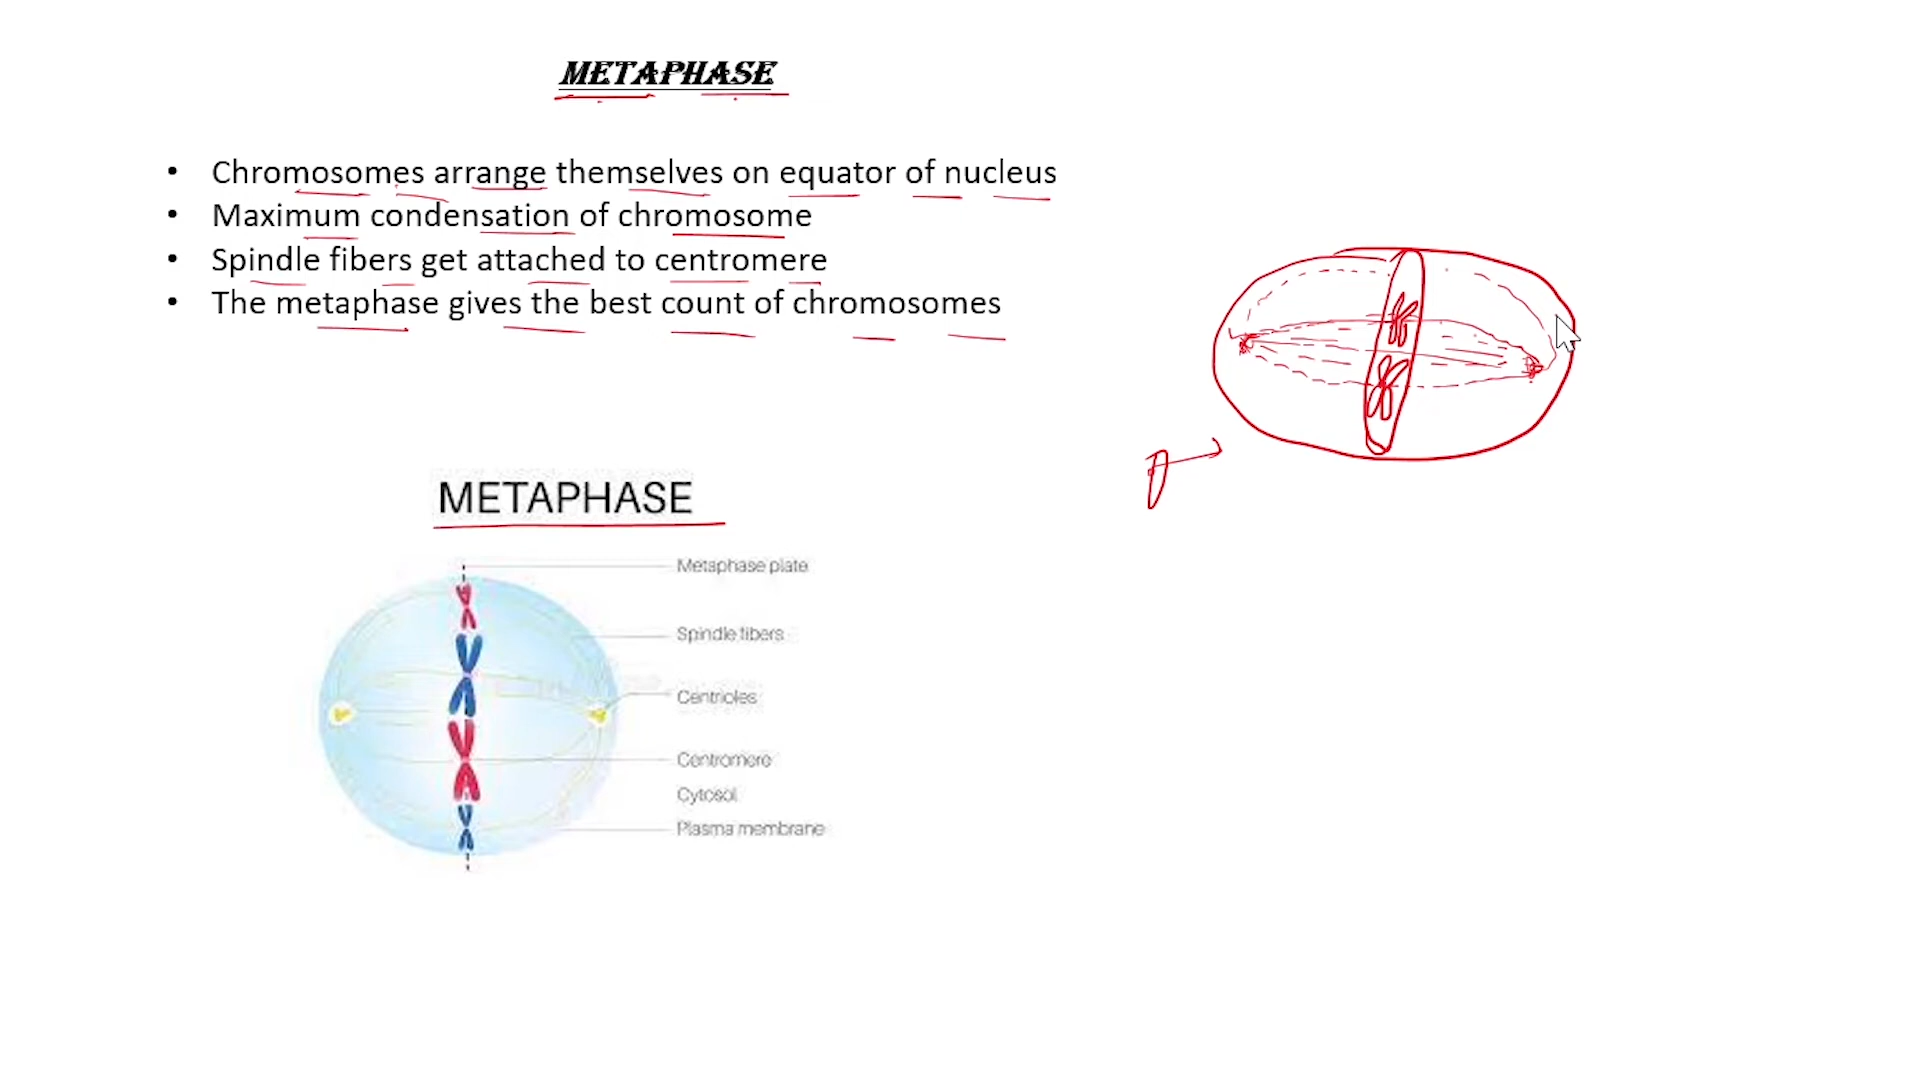 METAPHASE
• Chromosomes arrange themselves on equator of nucleus
• Maximum condensation of chromosome
• Spindle fibers get attached to centromere
• The metaphase gives the best count of chromosomes
METAPHASE
Metaphase plate
Spindle fibers
Centrioles
Centromere
Cytosol
Plasma membrane